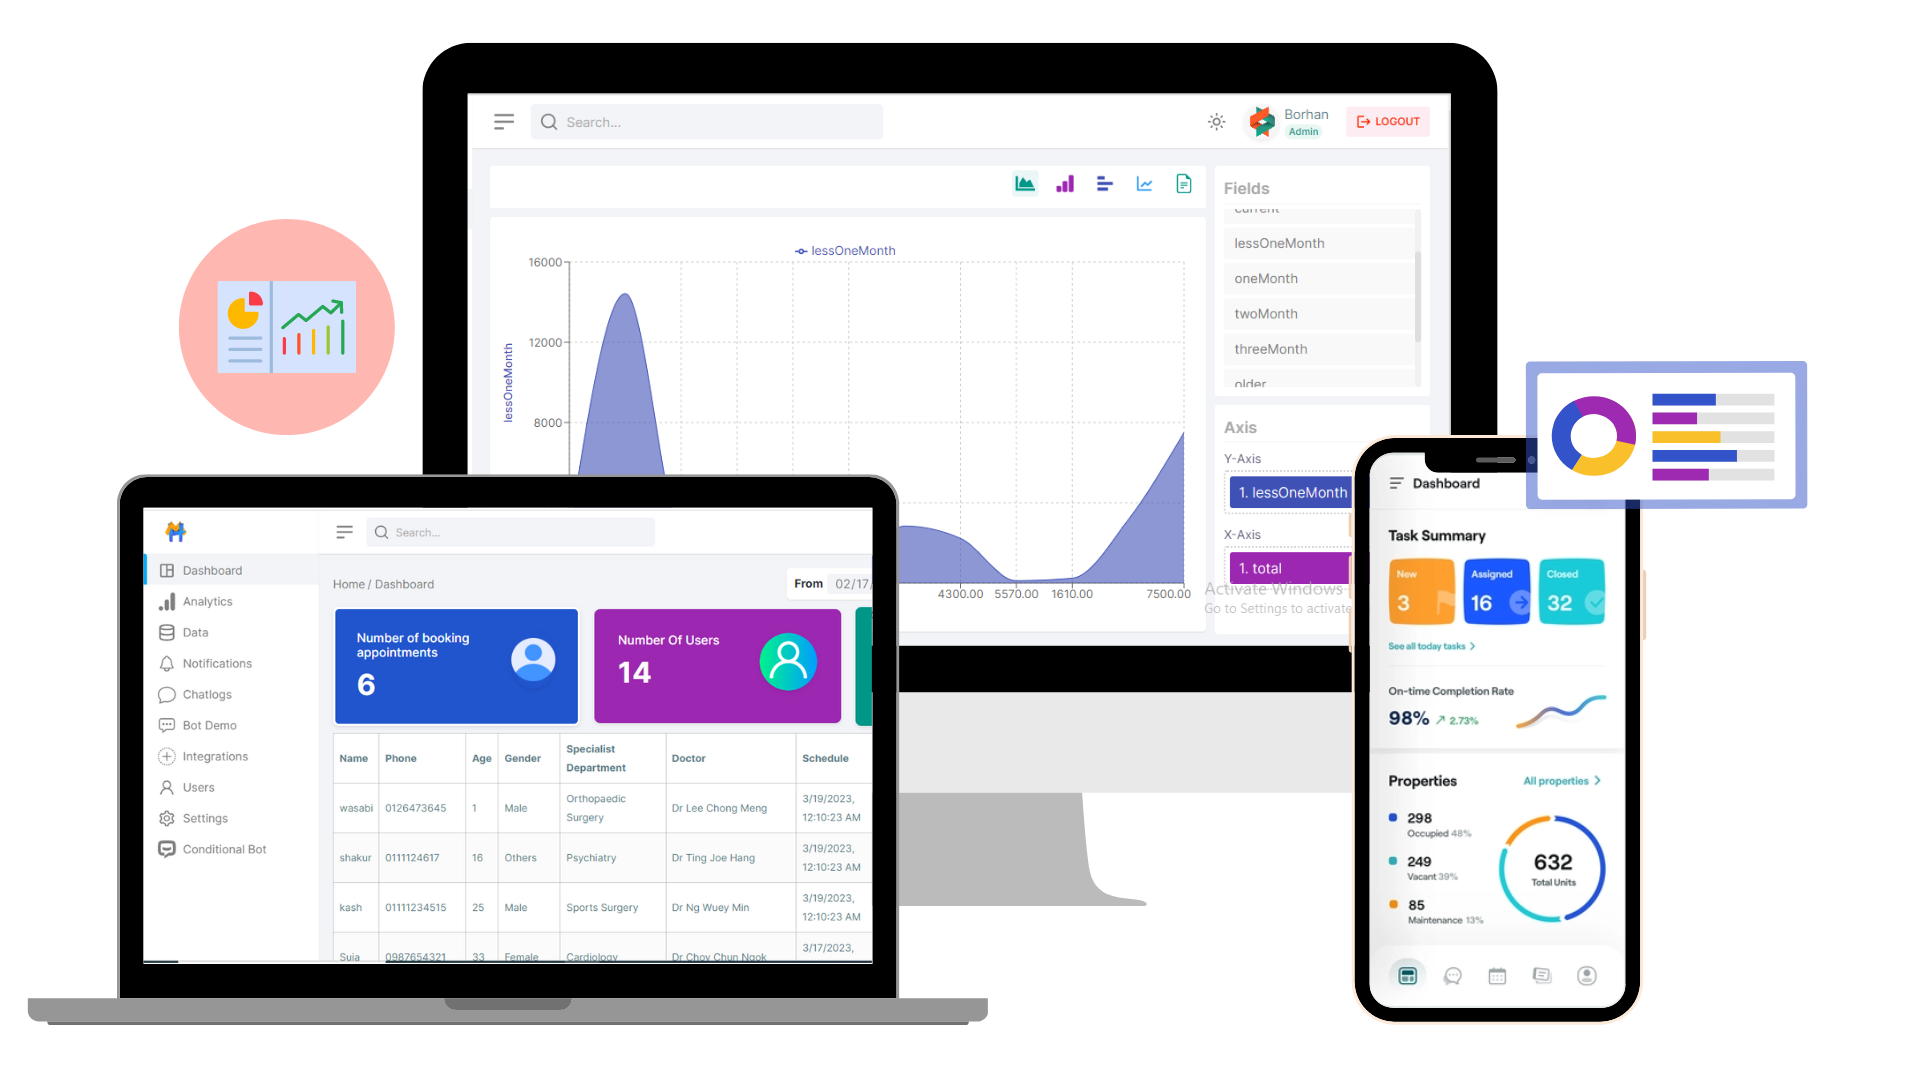 Search...
Borhan
Admin
LOGOUT
lessOneMonth
16000
12000
8000
lessOneMonth
4300.00 5570.00 1610.00 7500.00
Fields
current
lessOneMonth
oneMonth
twoMonth
threeMonth
older
Axis
Y-Axis
1. lessOneMonth
X-Axis
1. total
Activate Windows
Go to Settings to activate
Search...
Dashboard
Analytics
Data
Notifications
Chatlogs
Bot Demo
Integrations
Users
Settings
Conditional Bot
Home / Dashboard
From 02/17/
Number of booking
appointments
6
Number Of Users
14
Name Phone Age Gender Specialist Department Doctor Schedule
wasabi 0126473645 1 Male Orthopaedic Surgery Dr Lee Chong Meng 3/19/2023, 12:10:23 AM
shakur 0111124617 16 Others Psychiatry Dr Ting Joe Hang 3/19/2023, 12:10:23 AM
kash 01111234515 25 Male Sports Surgery Dr Ng Wuey Min 3/19/2023, 12:10:23 AM
Suja 0987654321 33 Female Cardiology Dr Choy Chun Ngok 3/17/2023,
Dashboard
Task Summary
New
3
Assigned
16
Closed
32
See all today tasks
On-time Completion Rate
98% 2.73%
Properties
All properties
298
Occupied 48%
249
Vacant 39%
85
Maintenance 13%
632
Total Units